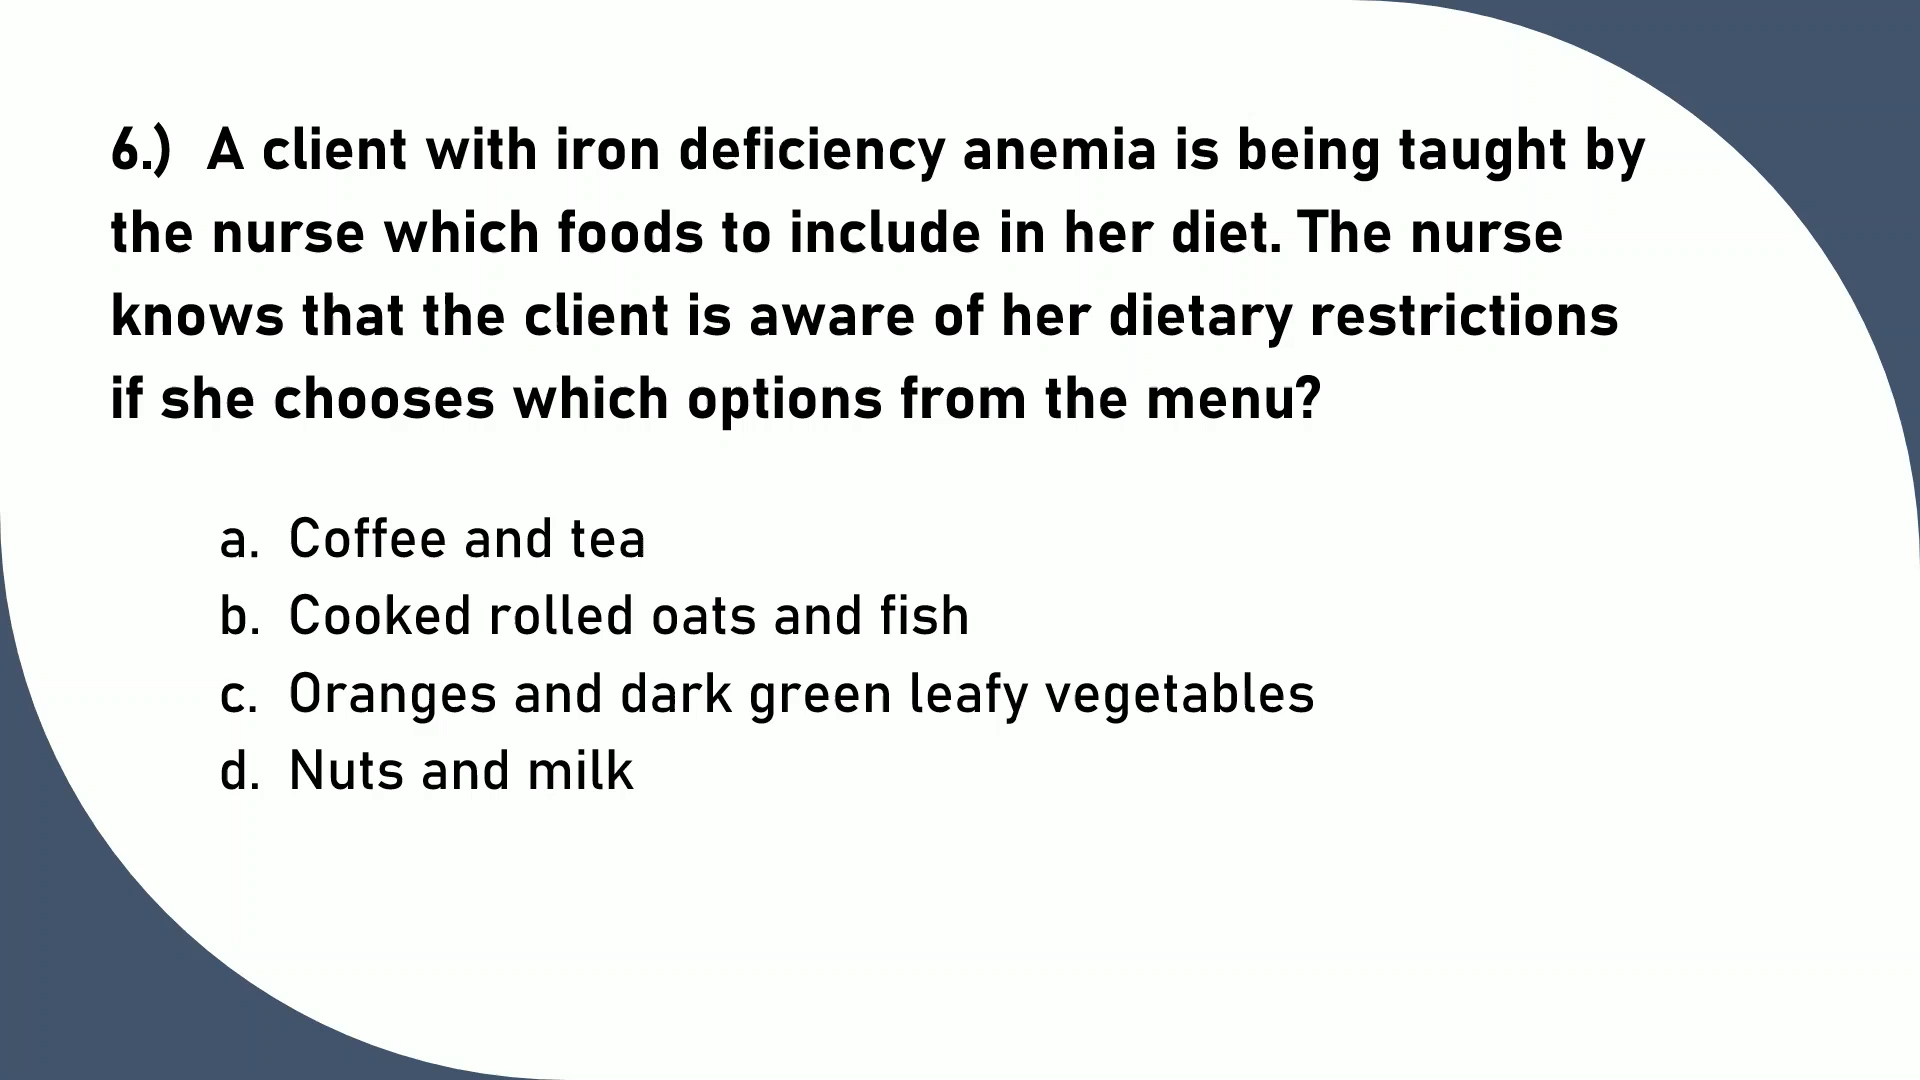 6.) A client with iron deficiency anemia is being taught by
the nurse which foods to include in her diet. The nurse
knows that the client is aware of her dietary restrictions
if she chooses which options from the menu?
a. Coffee and tea
b. Cooked rolled oats and fish
c. Oranges and dark green leafy vegetables
d. Nuts and milk